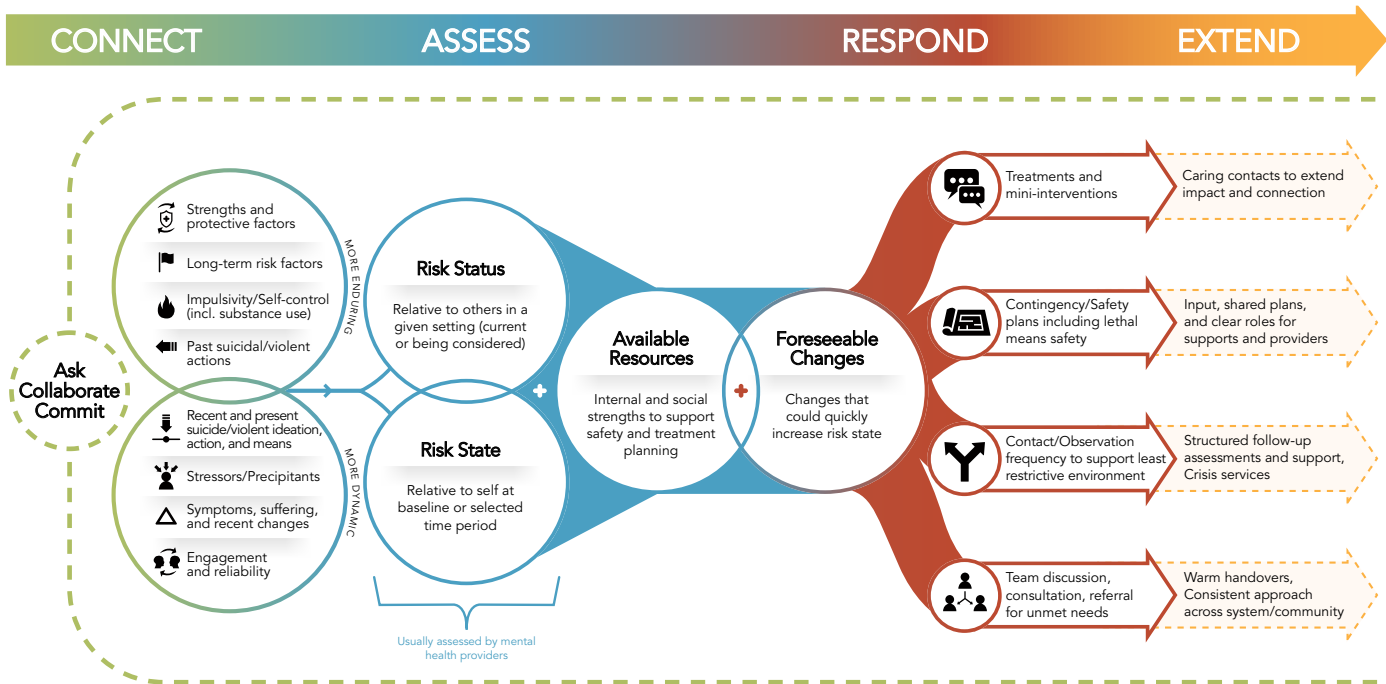 CONNECT
ASSESS
RESPOND
EXTEND
Ask
Collaborate
Commit
Strengths and
protective factors
Long-term risk factors
Impulsivity/Self-control
(incl. substance use)
Past suicidal/violent
actions
MORE ENDURING
Recent and present
suicide/violent ideation,
action, and means
Stressors/Precipitants
Symptoms, suffering,
and recent changes
Engagement
and reliability
MORE DYNAMIC
Risk Status
Relative to others in a
given setting (current
or being considered)
Risk State
Relative to self at
baseline or selected
time period
Usually assessed by mental
health providers
Available
Resources
Internal and social
strengths to support
safety and treatment
planning
Foreseeable
Changes
Changes that
could quickly
increase risk state
Treatments and
mini-interventions
Caring contacts to extend
impact and connection
Contingency/Safety
plans including lethal
means safety
Input, shared plans,
and clear roles for
supports and providers
Contact/Observation
frequency to support least
restrictive environment
Structured follow-up
assessments and support,
Crisis services
Team discussion,
consultation, referral
for unmet needs
Warm handovers,
Consistent approach
across system/community